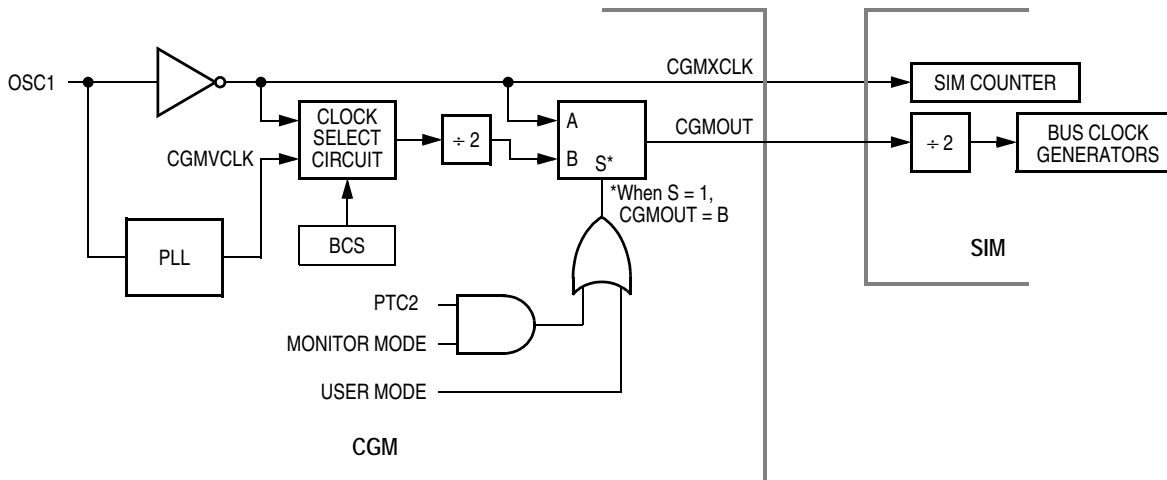 OSC1
CGMXCLK
SIM COUNTER
CLOCK
SELECT
CIRCUIT
÷ 2
A
B
S*
CGMOUT
÷ 2
BUS CLOCK
GENERATORS
CGMVCLK
*When S = 1,
CGMOUT = B
PLL
BCS
SIM
PTC2
MONITOR MODE
USER MODE
CGM